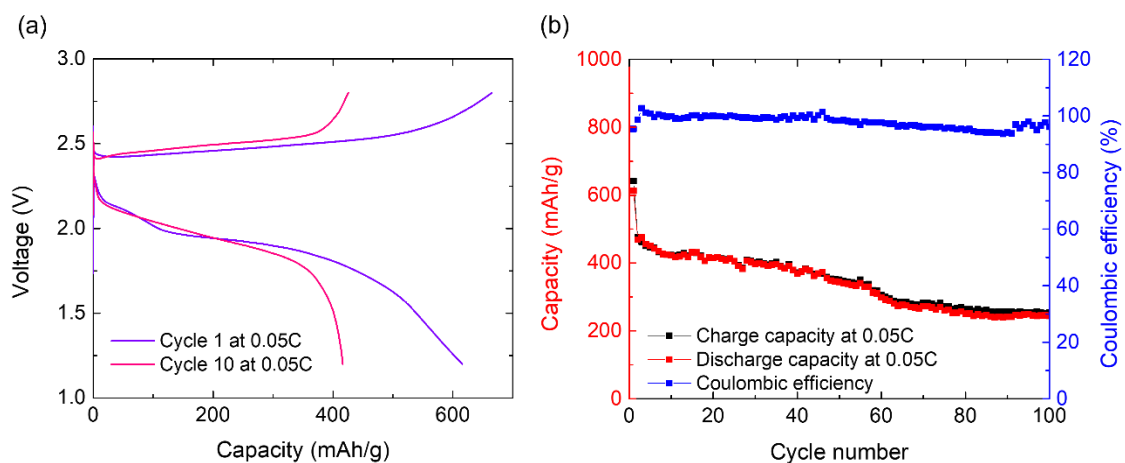 (a)
3.0
2.5
2.0
1.5
1.0
Voltage (V)
Cycle 1 at 0.05C
Cycle 10 at 0.05C
0
200
400
600
Capacity (mAh/g)
(b)
1000
800
600
400
200
0
Capacity (mAh/g)
Charge capacity at 0.05C
Discharge capacity at 0.05C
Coulombic efficiency
0
20
40
60
80
100
Cycle number
120
100
80
60
40
20
0
Coulombic efficiency (%)